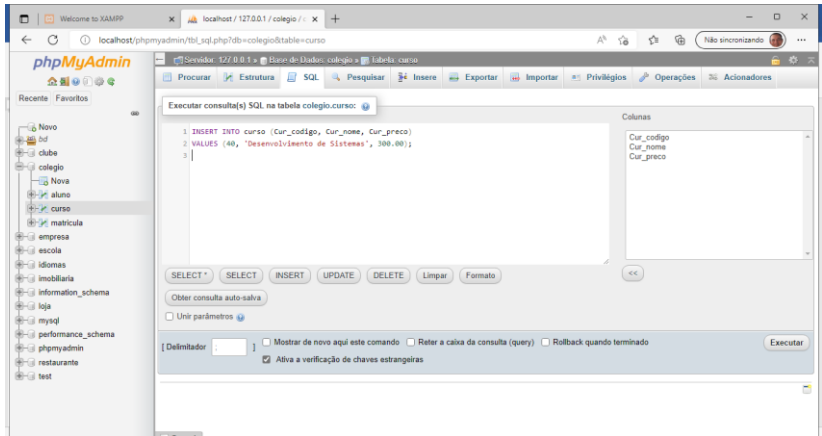 Welcome to XAMPP
localhost / 127.0.0.1 / colegio / c
localhost/phpmyadmin/tbl_sql.php?db=colegio&table=curso
Não sincronizando
phpMyAdmin
Recente Favoritos
Novo
bd
clube
colegio
Nova
aluno
curso
matricula
empresa
escola
idiomas
imobiliaria
information_schema
loja
mysql
performance_schema
phpmyadmin
restaurante
test
Servidor: 127.0.0.1 » Base de Dados: colegio » Tabela: curso
Procurar Estrutura SQL Pesquisar Insere Exportar Importar Privilégios Operações Acionadores
Executar consulta(s) SQL na tabela colegio.curso:
1 INSERT INTO curso (Cur_codigo, Cur_nome, Cur_preco)
2 VALUES (40, 'Desenvolvimento de Sistemas', 300.00);
3
Colunas
Cur_codigo
Cur_nome
Cur_preco
SELECT * SELECT INSERT UPDATE DELETE Limpar Formato
<<
Obter consulta auto-salva
Unir parâmetros
[ Delimitador ; ] Mostrar de novo aqui este comando Reter a caixa da consulta (query) Rollback quando terminado
Ativa a verificação de chaves estrangeiras
Executar